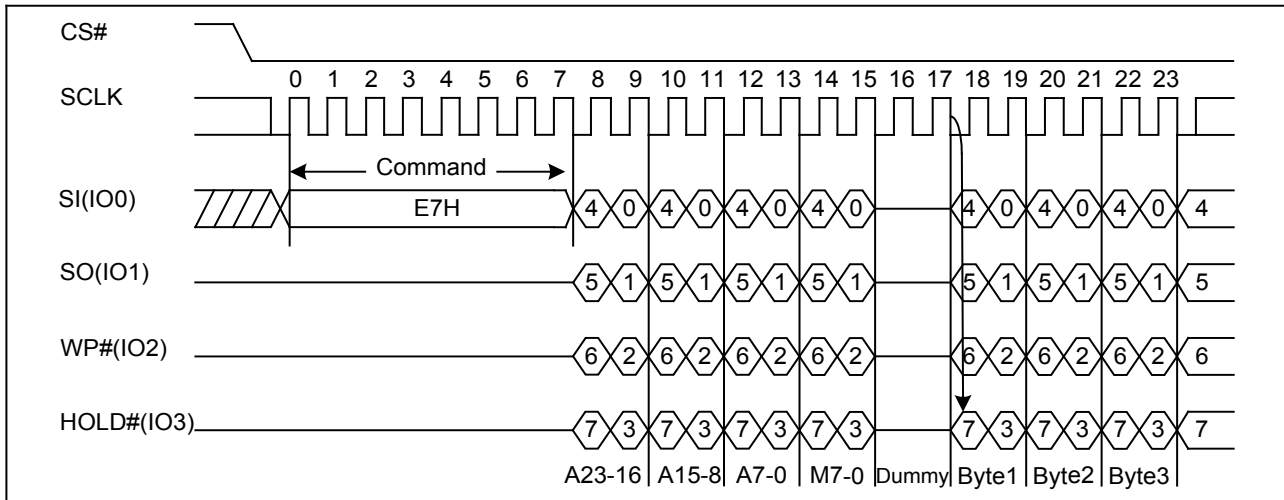 CS#
0 1 2 3 4 5 6 7 8 9 10 11 12 13 14 15 16 17 18 19 20 21 22 23
SCLK
Command
SI(IO0) E7H 4 0 4 0 4 0 4 0 4 0 4 0 4 0 4
SO(IO1) 5 1 5 1 5 1 5 1 5 1 5 1 5 1 5
WP#(IO2) 6 2 6 2 6 2 6 2 6 2 6 2 6 2 6
HOLD#(IO3) 7 3 7 3 7 3 7 3 7 3 7 3 7 3 7
A23-16 A15-8 A7-0 M7-0 Dummy Byte1 Byte2 Byte3